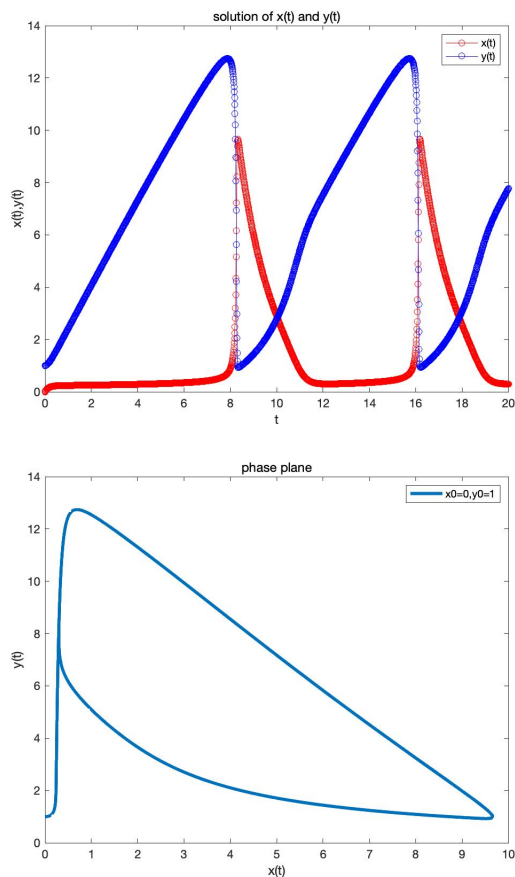 solution of x(t) and y(t)
14
12
10
8
6
4
2
0
x(t),y(t)
x(t)
y(t)
0 2 4 6 8 10 12 14 16 18 20
t
phase plane
14
12
10
8
6
4
2
0
y(t)
x0=0,y0=1
0 1 2 3 4 5 6 7 8 9 10
x(t)